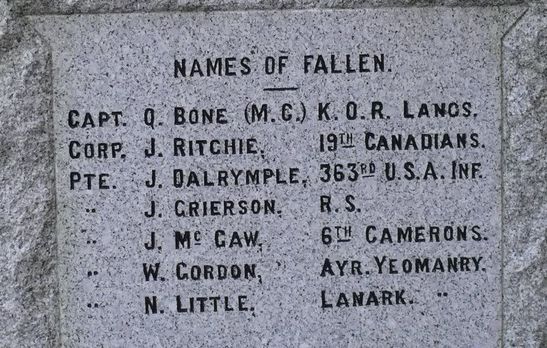 NAMES OF FALLEN.
CAPT. Q. BONE (M.C.) K.O.R. LANCS.
CORP. J. RITCHIE, 19TH CANADIANS.
PTE. J. DALRYMPLE, 363RD U.S.A. INF.
" J. GRIERSON, R.S.
" J. MC GAW, 6TH CAMERONS.
" W. GORDON, AYR. YEOMANRY.
" N. LITTLE, LANARK. "